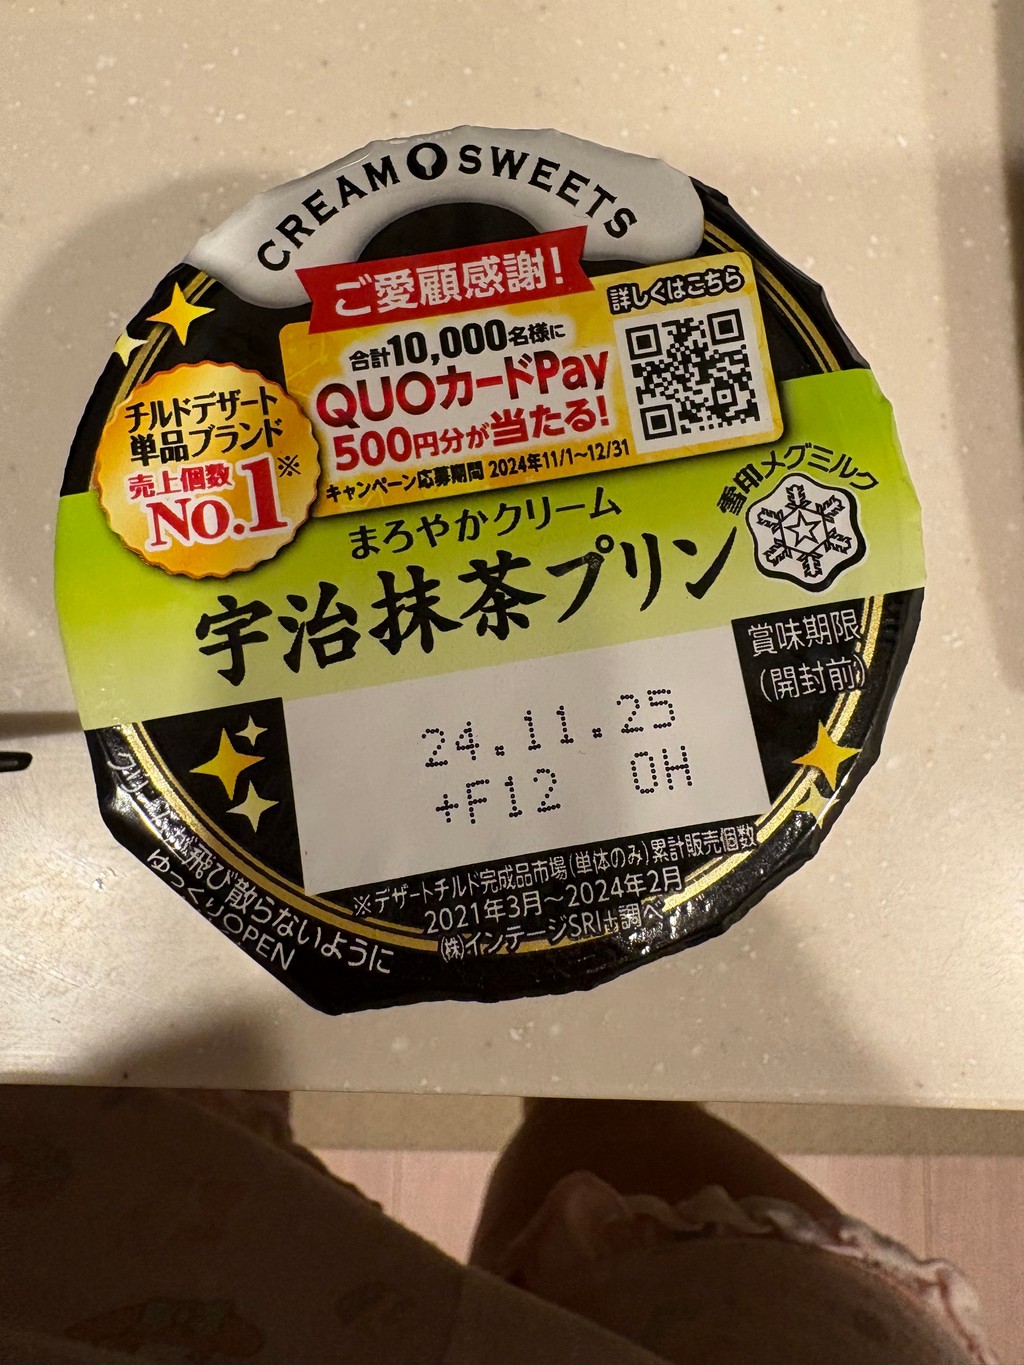 CREAM SWEETS
ご愛顧感謝!
合計10,000名様に
QUOカードPay
500円分が当たる!
キャンペーン応募期間 2024年11/1~12/31
詳しくはこちら
チルドデザート
単品ブランド
売上個数
No.1※
雪印メグミルク
まろやかクリーム
宇治抹茶プリン
賞味期限
(開封前)
24.11.25
+F12 OH
※デザートチルド完成品市場(単体のみ)累計販売個数
2021年3月~2024年2月
(株)インテージSRI+調べ
クリームが飛び散らないように
ゆっくりOPEN